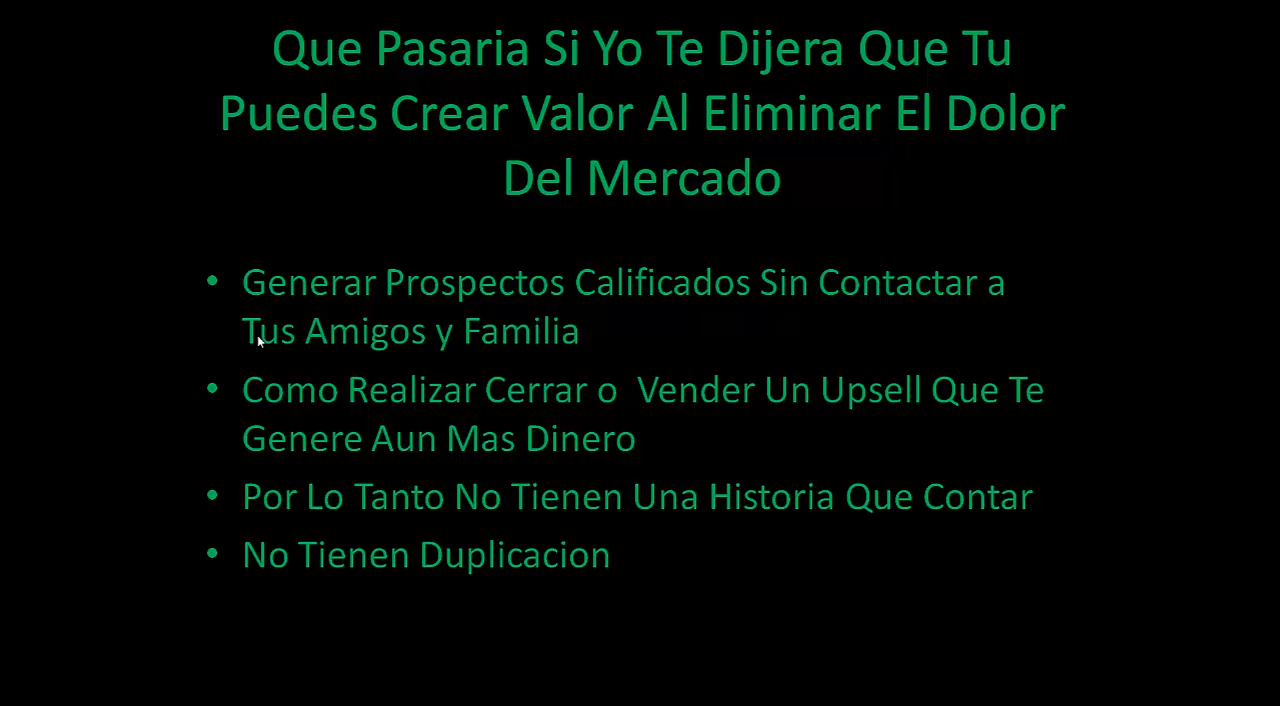 Que Pasaria Si Yo Te Dijera Que Tu
Puedes Crear Valor Al Eliminar El Dolor
Del Mercado
• Generar Prospectos Calificados Sin Contactar a
Tus Amigos y Familia
• Como Realizar Cerrar o  Vender Un Upsell Que Te
Genere Aun Mas Dinero
• Por Lo Tanto No Tienen Una Historia Que Contar
• No Tienen Duplicacion